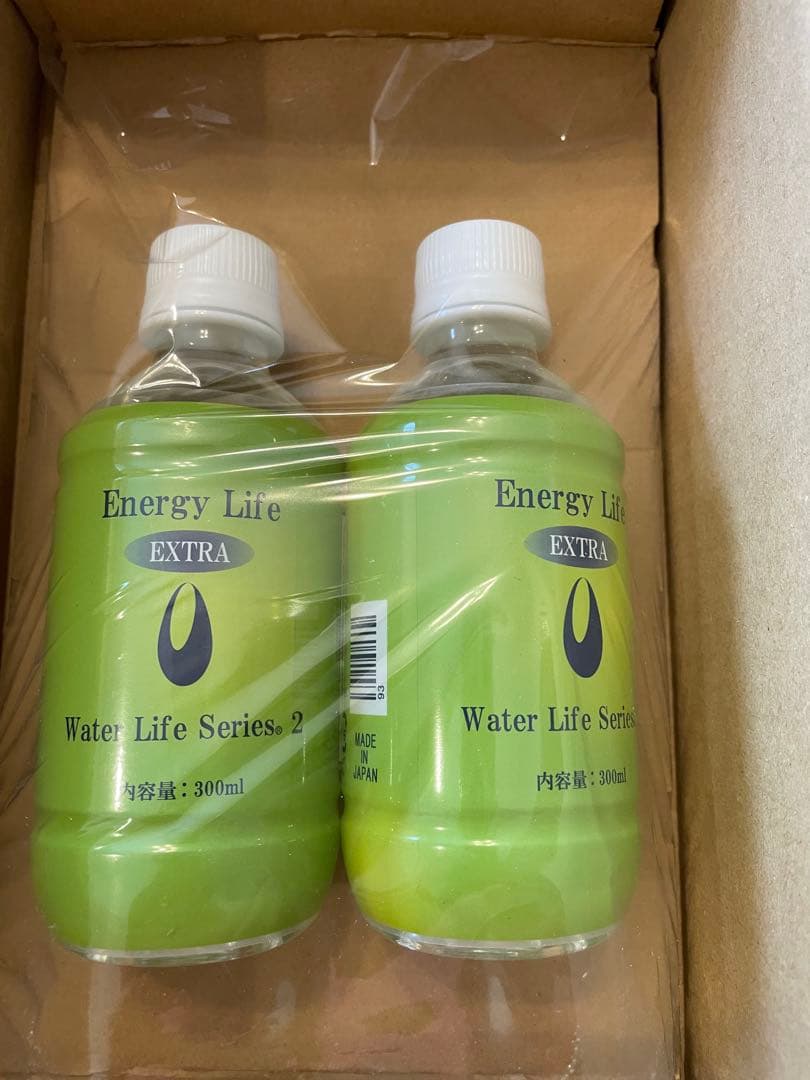 Energy Life
EXTRA
Water Life Series® 2
内容量：300ml
93
MADE
IN
JAPAN
Energy Life
EXTRA
Water Life Series
内容量：300ml